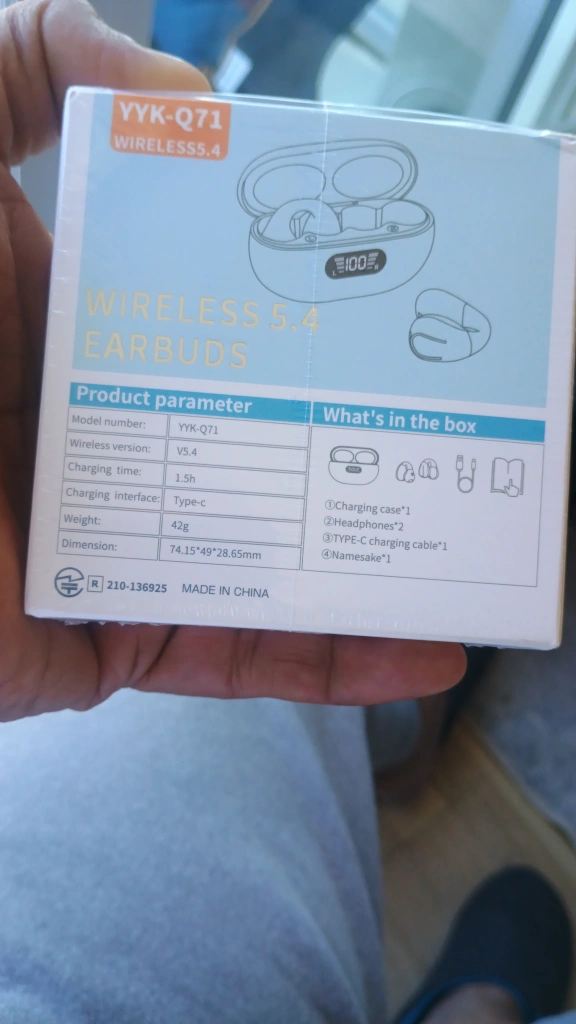 YYK-Q71
WIRELESS5.4
L 100 R
WIRELESS 5.4
EARBUDS
Product parameter
Model number: YYK-Q71
Wireless version: V5.4
Charging time: 1.5h
Charging interface: Type-c
Weight: 42g
Dimension: 74.15*49*28.65mm
What's in the box
①Charging case*1
②Headphones*2
③TYPE-C charging cable*1
④Namesake*1
R 210-136925 MADE IN CHINA